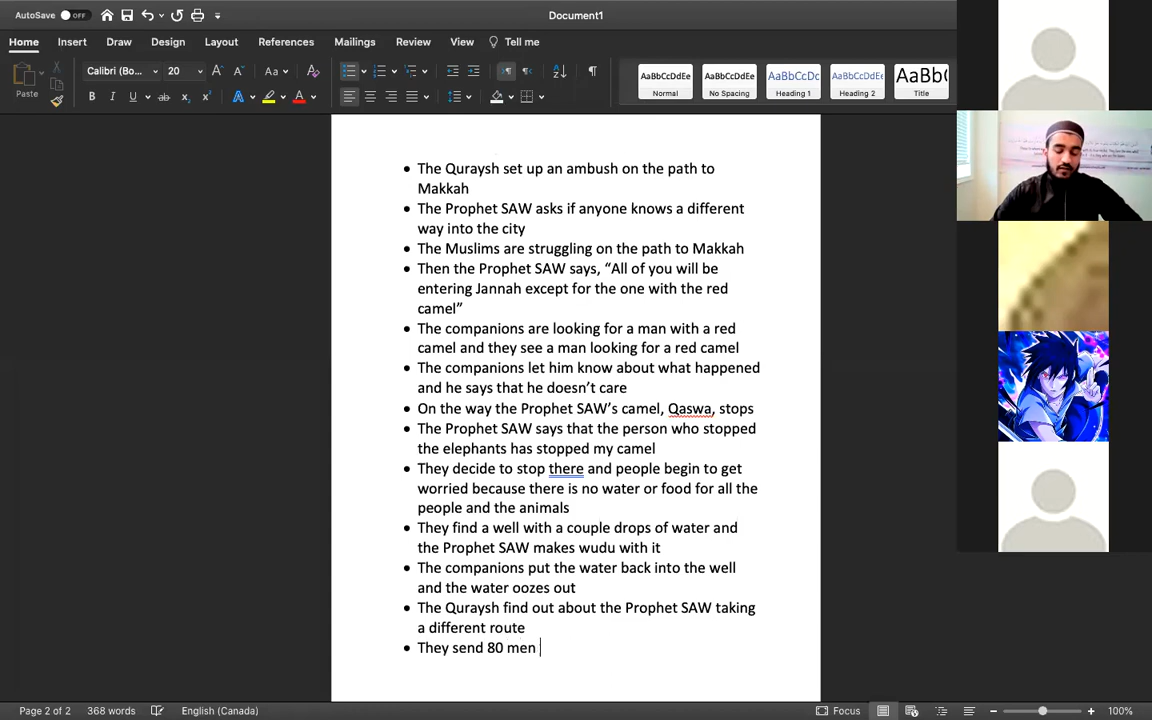 AutoSave OFF
Document1
Home Insert Draw Design Layout References Mailings Review View Tell me
Paste
Calibri (Bo... 20
AaBbCcDdEe
Normal
AaBbCcDdEe
No Spacing
AaBbCcDc
Heading 1
AaBbCcDdEe
Heading 2
AaBb(
Title
• The Quraysh set up an ambush on the path to
Makkah
• The Prophet SAW asks if anyone knows a different
way into the city
• The Muslims are struggling on the path to Makkah
• Then the Prophet SAW says, “All of you will be
entering Jannah except for the one with the red
camel”
• The companions are looking for a man with a red
camel and they see a man looking for a red camel
• The companions let him know about what happened
and he says that he doesn’t care
• On the way the Prophet SAW’s camel, Qaswa, stops
• The Prophet SAW says that the person who stopped
the elephants has stopped my camel
• They decide to stop there and people begin to get
worried because there is no water or food for all the
people and the animals
• They find a well with a couple drops of water and
the Prophet SAW makes wudu with it
• The companions put the water back into the well
and the water oozes out
• The Quraysh find out about the Prophet SAW taking
a different route
• They send 80 men
Page 2 of 2 368 words English (Canada) Focus 100%